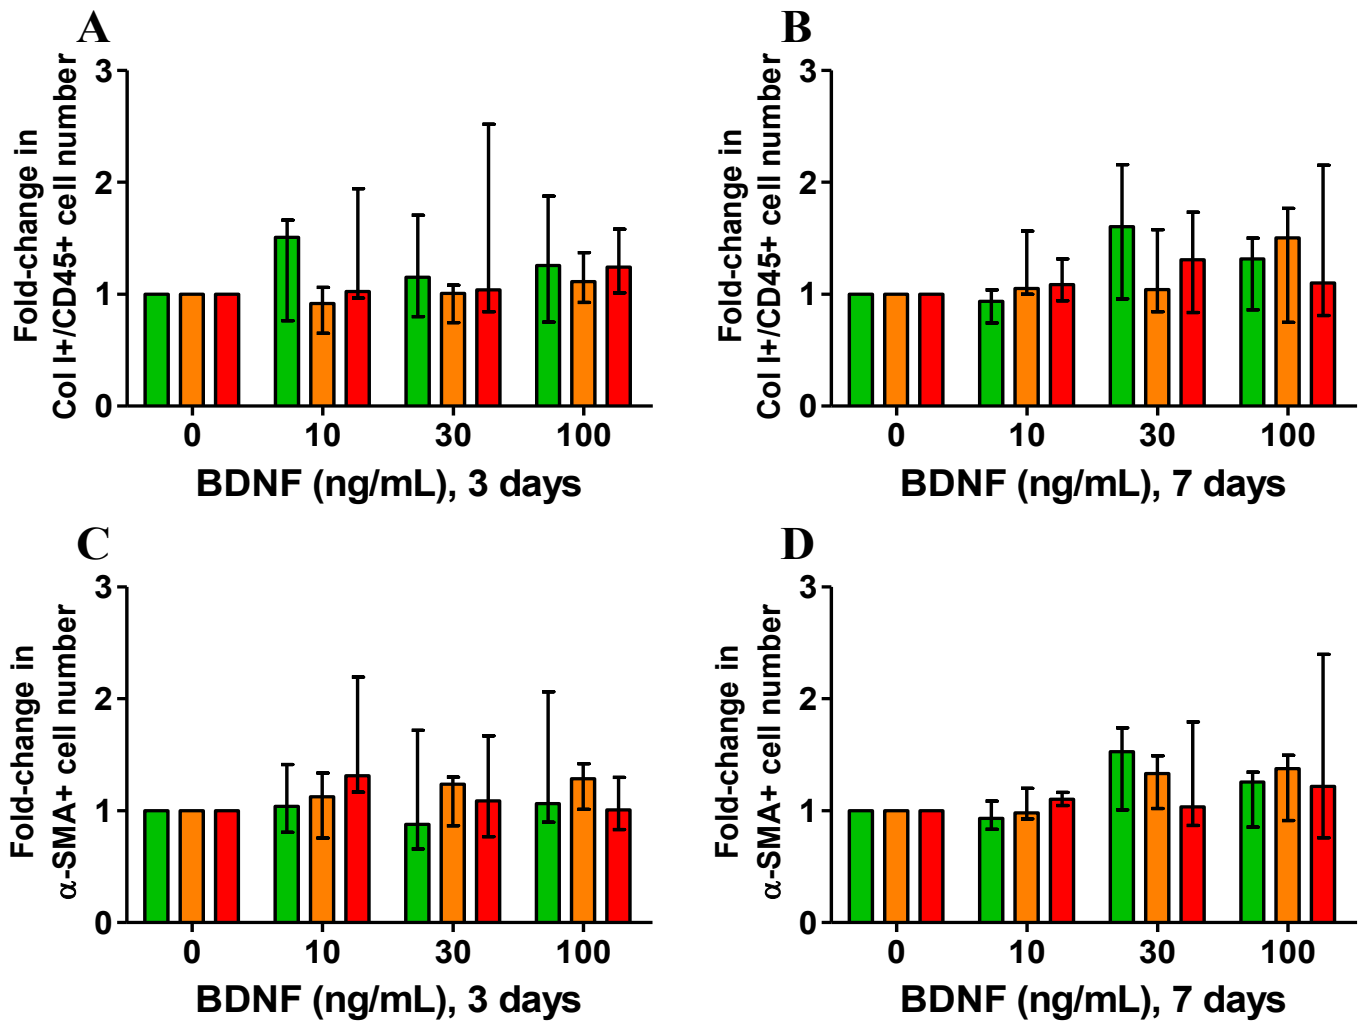 A
Fold-change in
Col I+/CD45+ cell number
3
2
1
0
0 10 30 100
BDNF (ng/mL), 3 days
B
Fold-change in
Col I+/CD45+ cell number
3
2
1
0
0 10 30 100
BDNF (ng/mL), 7 days
C
Fold-change in
α-SMA+ cell number
3
2
1
0
0 10 30 100
BDNF (ng/mL), 3 days
D
Fold-change in
α-SMA+ cell number
3
2
1
0
0 10 30 100
BDNF (ng/mL), 7 days